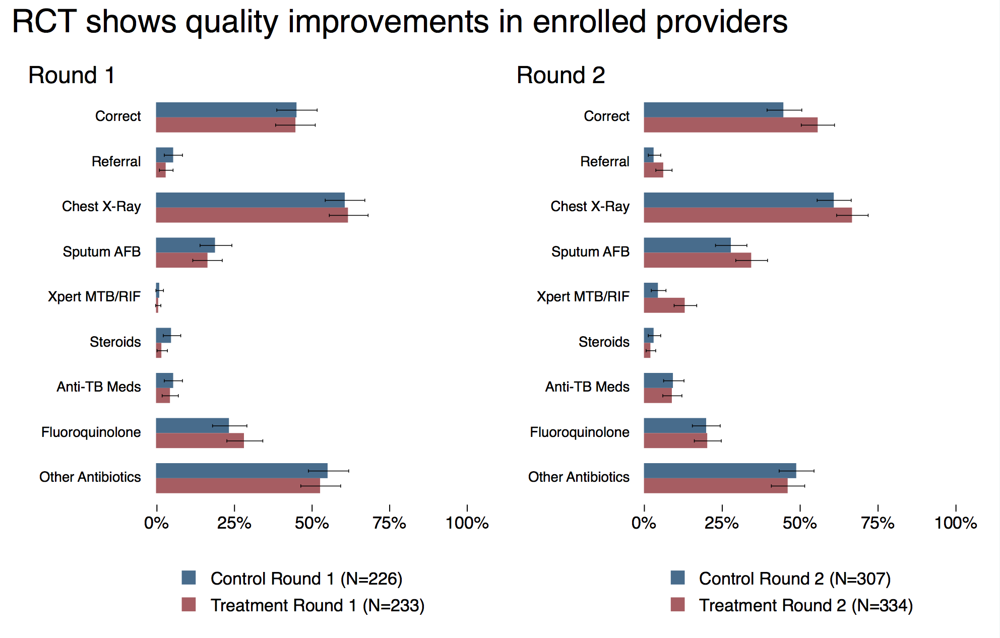 RCT shows quality improvements in enrolled providers
Round 1
Correct
Referral
Chest X-Ray
Sputum AFB
Xpert MTB/RIF
Steroids
Anti-TB Meds
Fluoroquinolone
Other Antibiotics
0% 25% 50% 75% 100%
Control Round 1 (N=226)
Treatment Round 1 (N=233)
Round 2
Correct
Referral
Chest X-Ray
Sputum AFB
Xpert MTB/RIF
Steroids
Anti-TB Meds
Fluoroquinolone
Other Antibiotics
0% 25% 50% 75% 100%
Control Round 2 (N=307)
Treatment Round 2 (N=334)